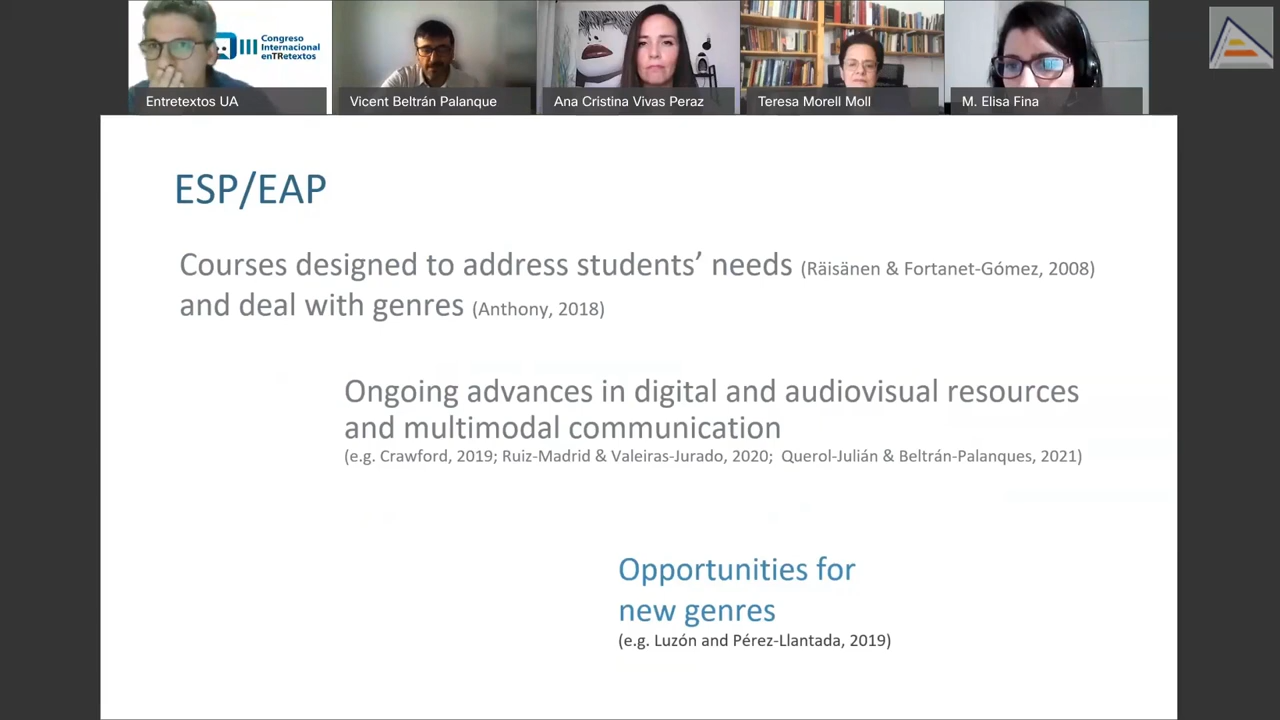 Congreso
Internacional
enTRetextos
Entretextos UA
Vicent Beltrán Palanque
Ana Cristina Vivas Peraz
Teresa Morell Moll
M. Elisa Fina
ESP/EAP
Courses designed to address students’ needs (Räisänen & Fortanet-Gómez, 2008)
and deal with genres (Anthony, 2018)
Ongoing advances in digital and audiovisual resources
and multimodal communication
(e.g. Crawford, 2019; Ruiz-Madrid & Valeiras-Jurado, 2020; Querol-Julián & Beltrán-Palanques, 2021)
Opportunities for
new genres
(e.g. Luzón and Pérez-Llantada, 2019)